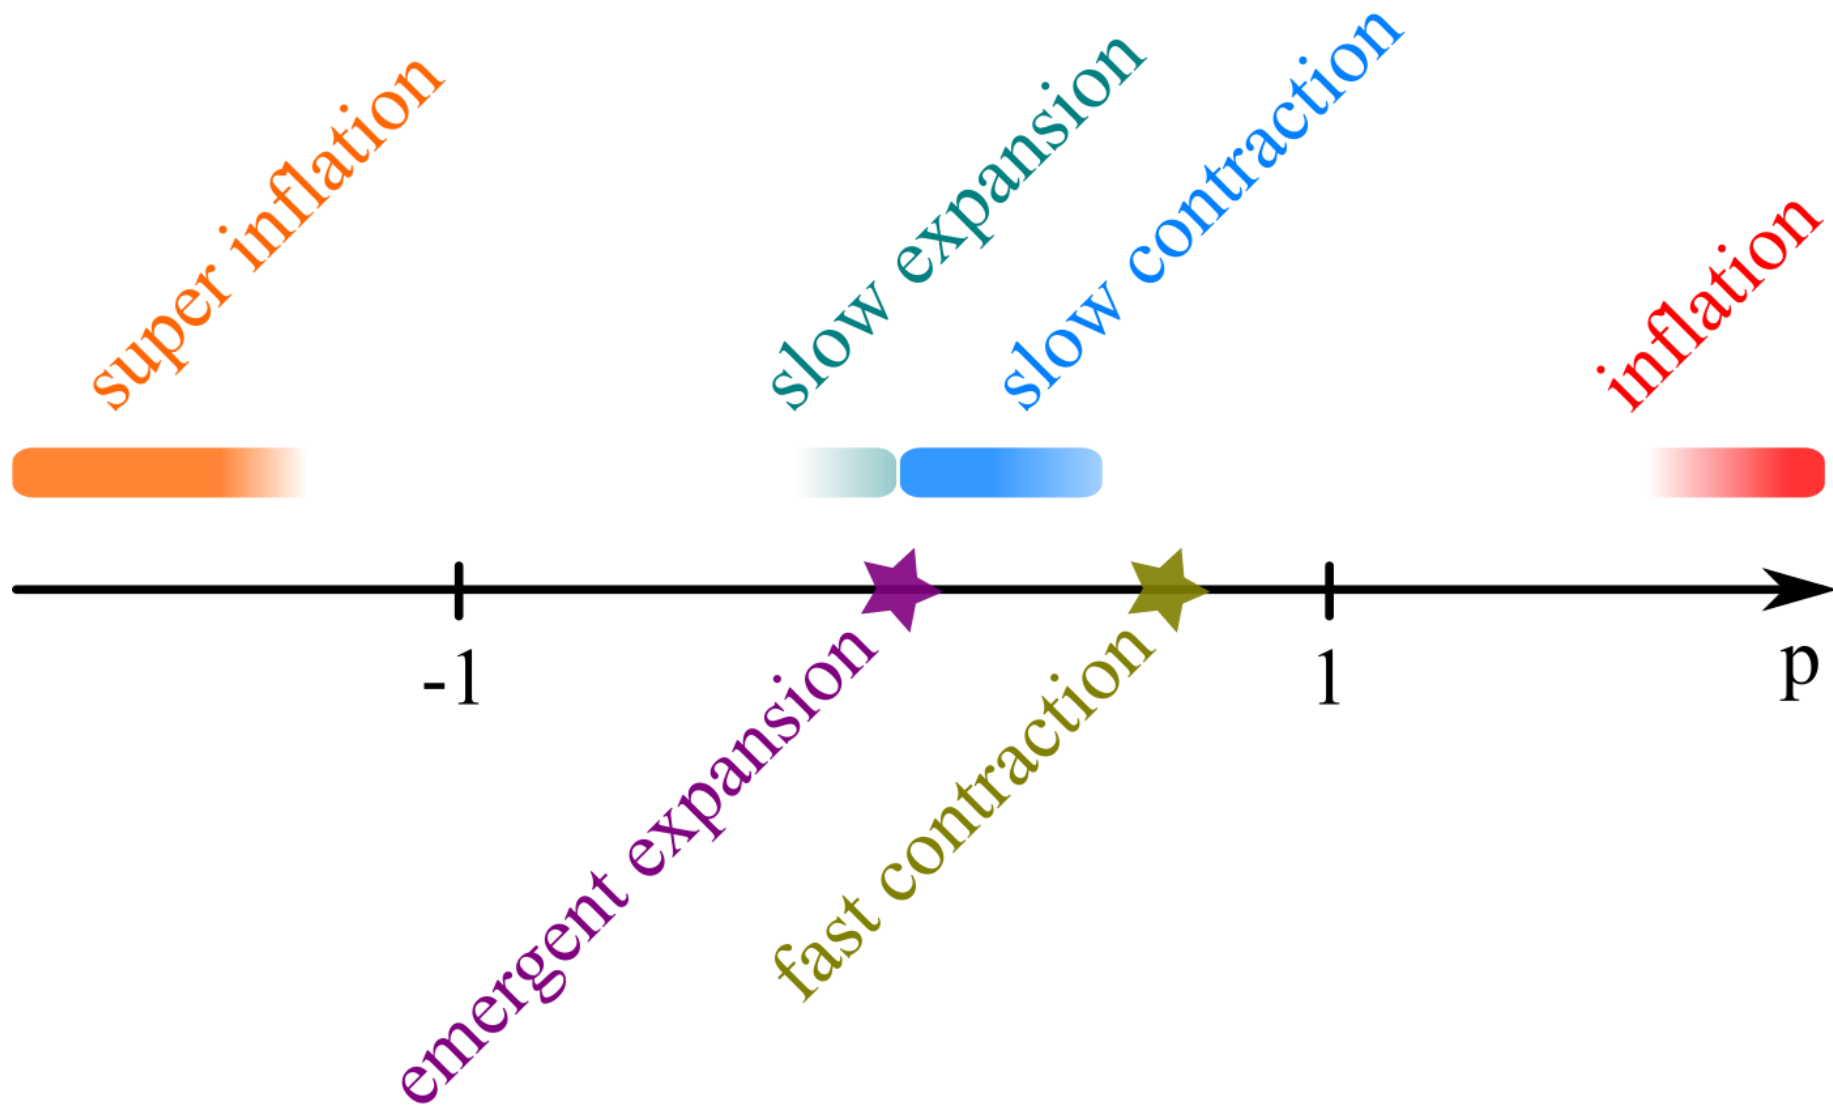 super inflation
slow expansion
slow contraction
inflation
-1
1
p
emergent expansion
fast contraction